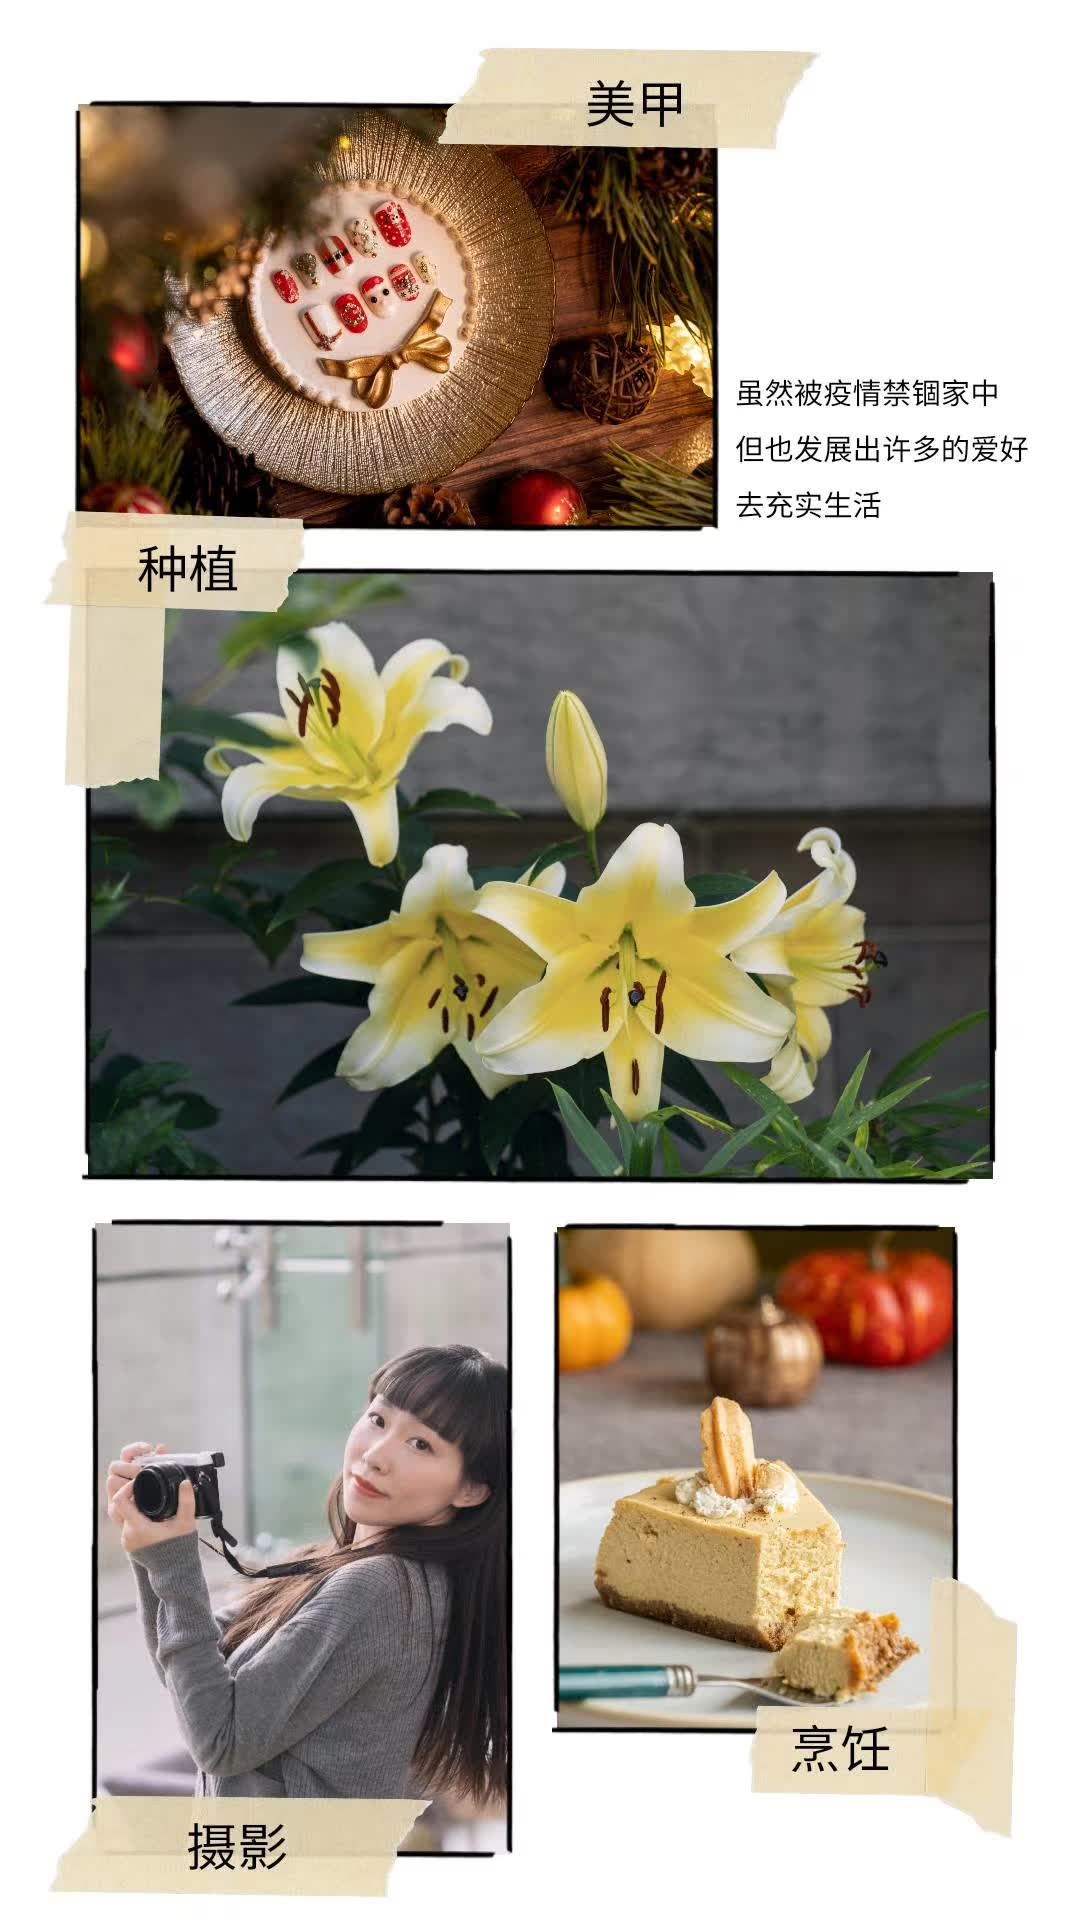 美甲
虽然被疫情禁锢家中
但也发展出许多的爱好
去充实生活
种植
摄影
烹饪